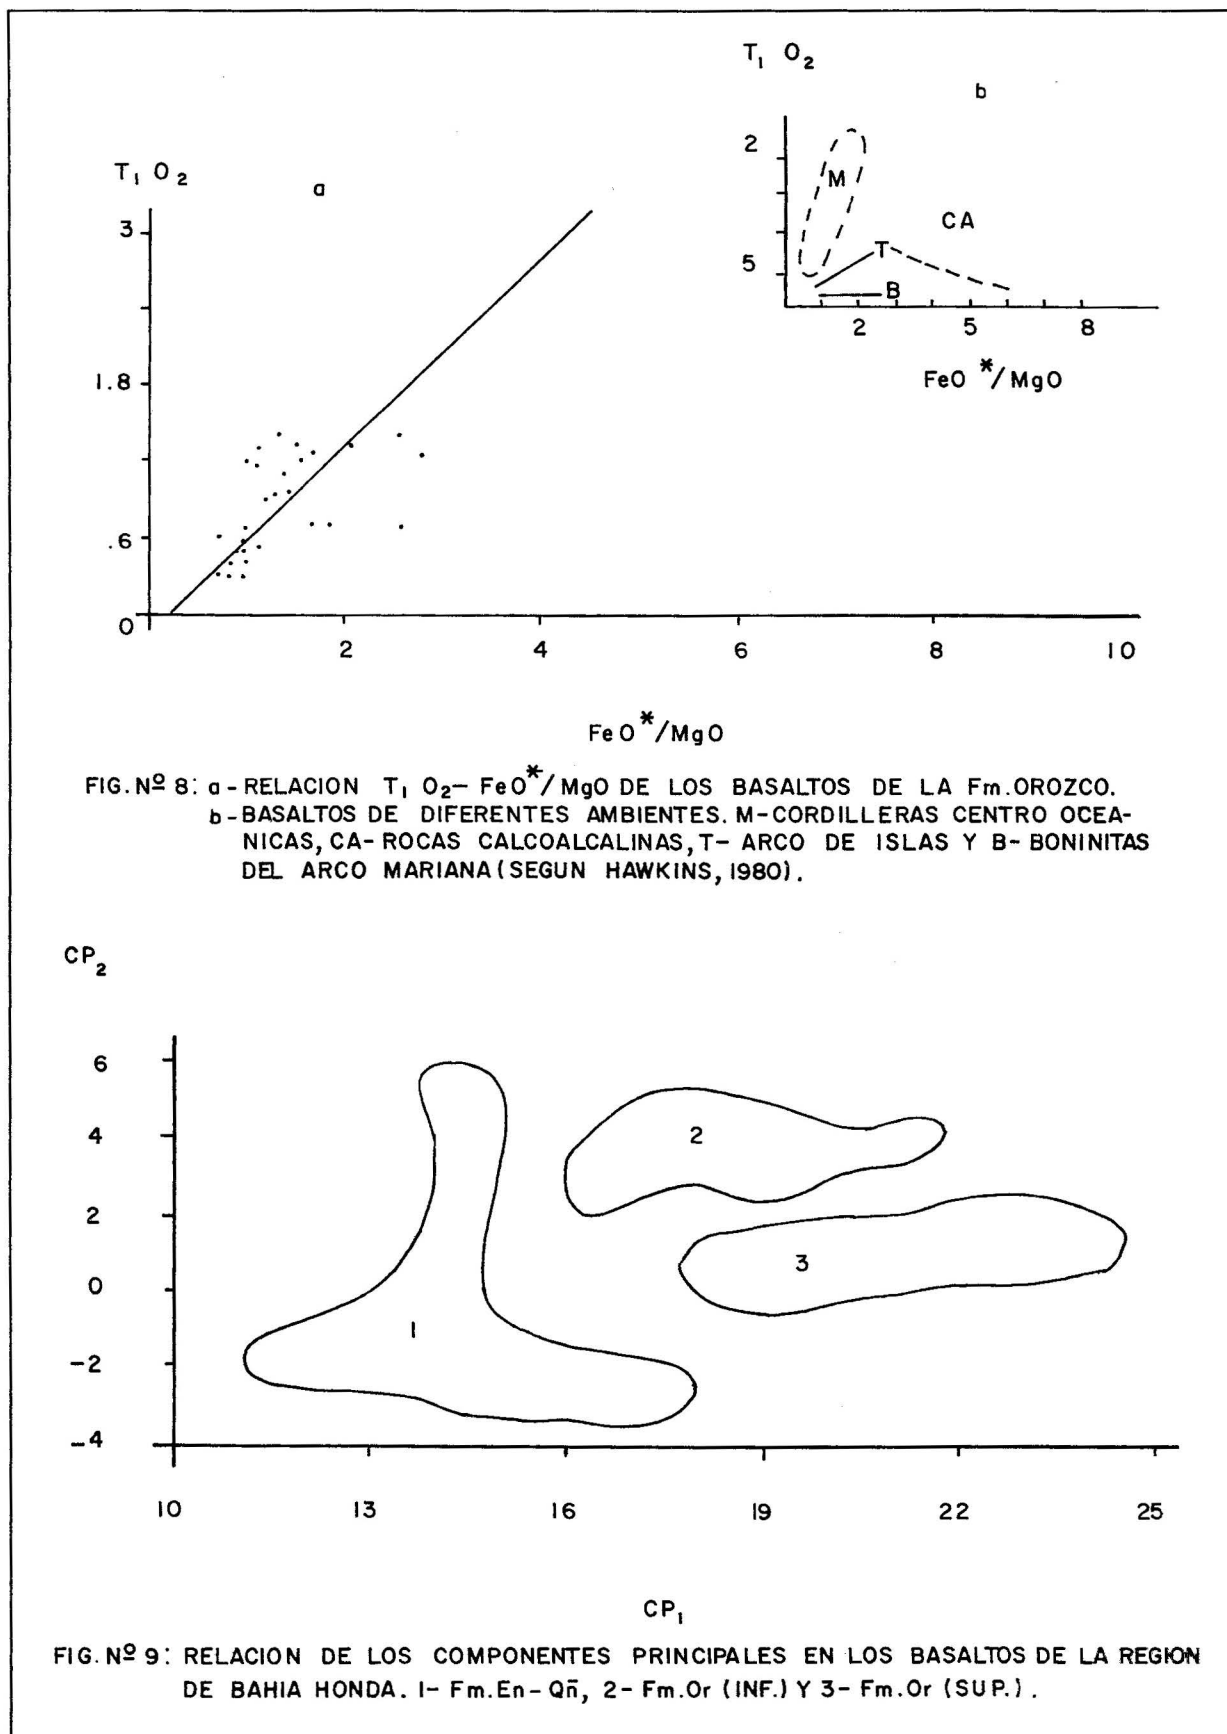 T₁ O₂
b
2
M
CA
T
5
B
2 5 8
FeO*/MgO
T₁ O₂
a
3
1.8
.6
0
2 4 6 8 10
FeO*/MgO
FIG. Nº 8: a - RELACION T₁ O₂ - FeO*/MgO DE LOS BASALTOS DE LA Fm. OROZCO.
b - BASALTOS DE DIFERENTES AMBIENTES. M-CORDILLERAS CENTRO OCEA-
NICAS, CA- ROCAS CALCOALCALINAS, T- ARCO DE ISLAS Y B- BONINITAS
DEL ARCO MARIANA (SEGUN HAWKINS, 1980).
CP₂
6
4
2
2
3
0
1
-2
-4
10 13 16 19 22 25
CP₁
FIG. Nº 9: RELACION DE LOS COMPONENTES PRINCIPALES EN LOS BASALTOS DE LA REGION
DE BAHIA HONDA. 1- Fm.En-Qñ, 2- Fm.Or (INF.) Y 3- Fm.Or (SUP.).